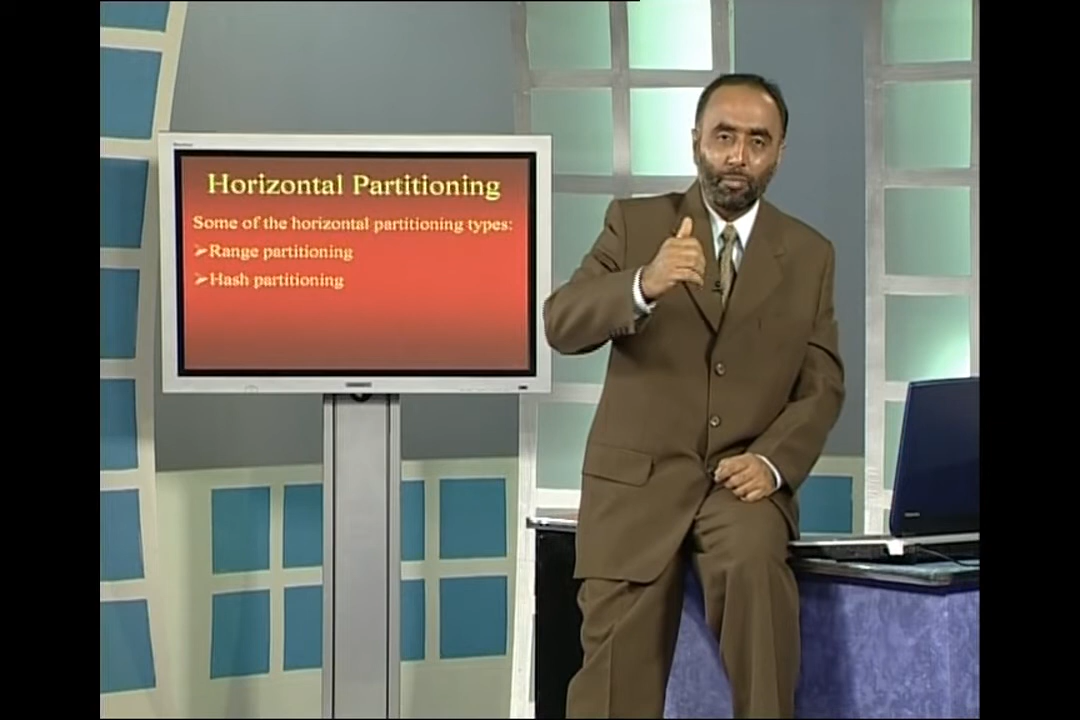 Horizontal Partitioning
Some of the horizontal partitioning types:
➢Range partitioning
➢Hash partitioning